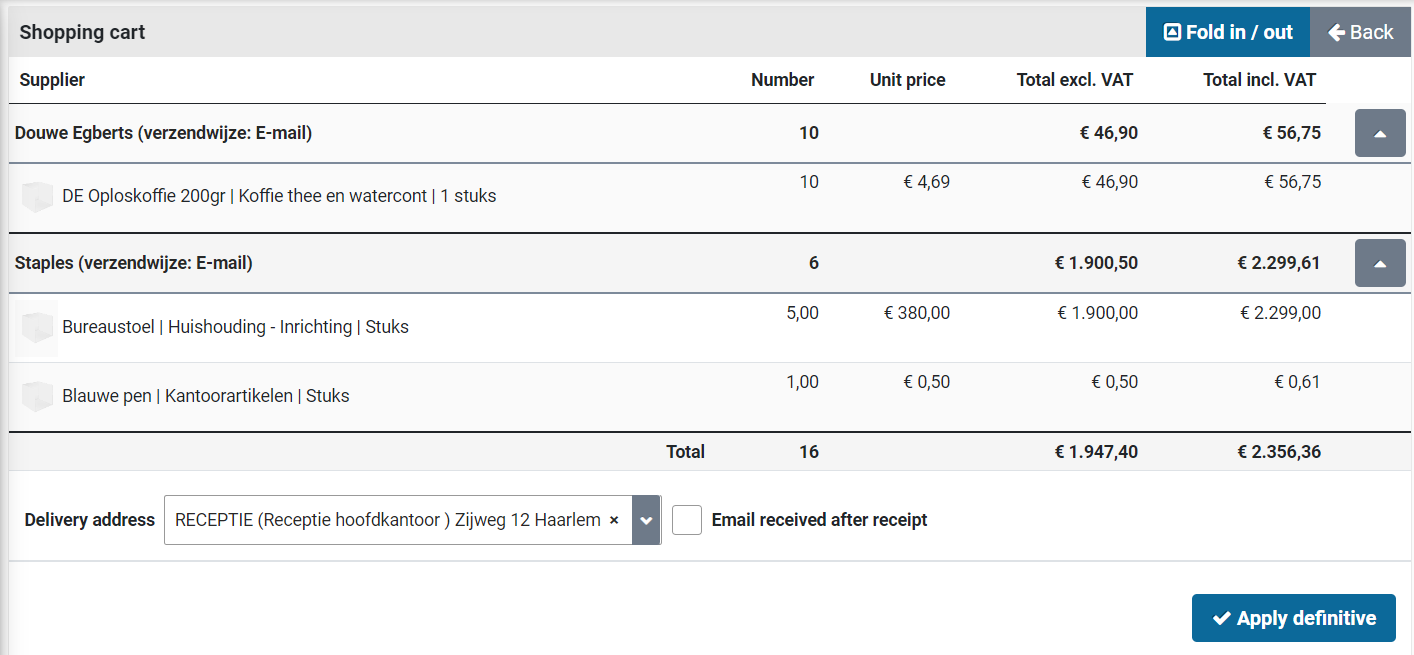 Shopping cart Fold in / out Back
Supplier Number Unit price Total excl. VAT Total incl. VAT
Douwe Egberts (verzendwijze: E-mail) 10 € 46,90 € 56,75
DE Oploskoffie 200gr | Koffie thee en watercont | 1 stuks 10 € 4,69 € 46,90 € 56,75
Staples (verzendwijze: E-mail) 6 € 1.900,50 € 2.299,61
Bureaustoel | Huishouding - Inrichting | Stuks 5,00 € 380,00 € 1.900,00 € 2.299,00
Blauwe pen | Kantoorartikelen | Stuks 1,00 € 0,50 € 0,50 € 0,61
Total 16 € 1.947,40 € 2.356,36
Delivery address RECEPTIE (Receptie hoofdkantoor ) Zijweg 12 Haarlem × Email received after receipt
Apply definitive